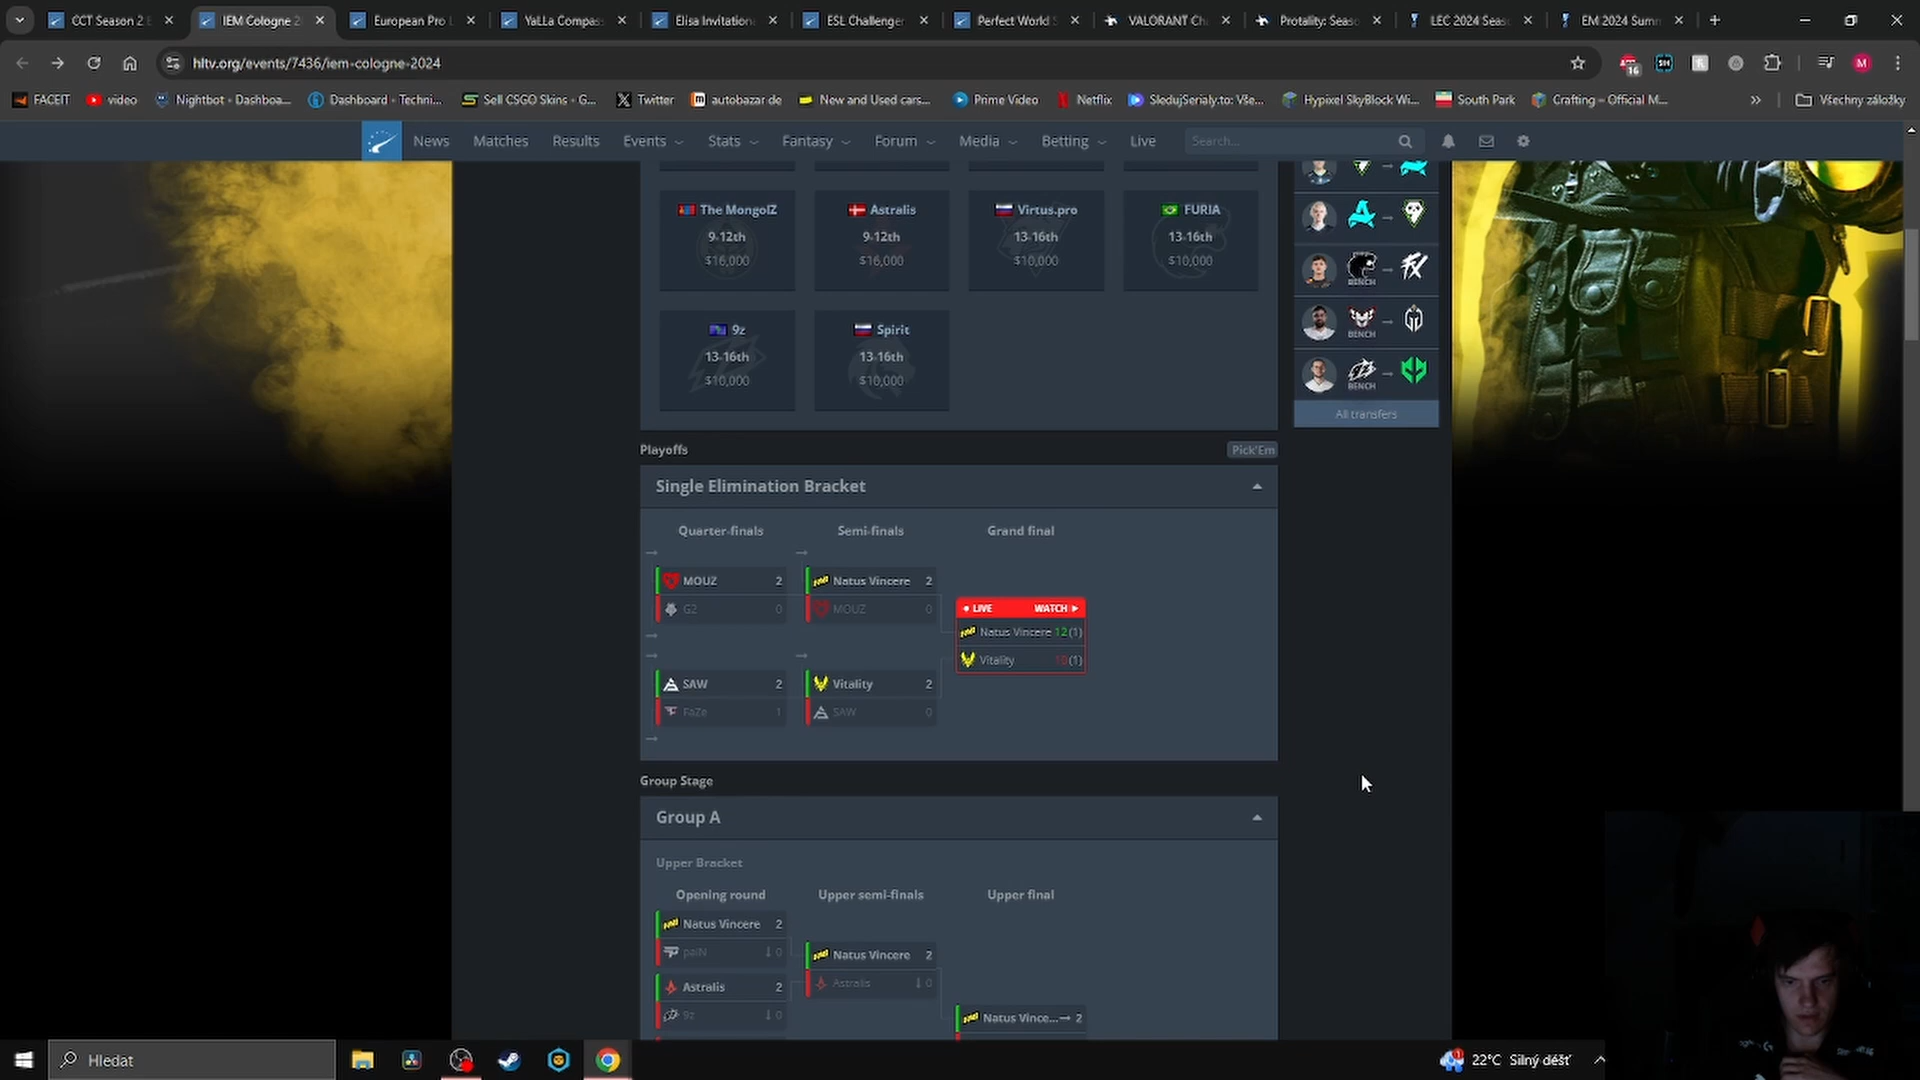 CCT Season 2 E
IEM Cologne 2
European Pro L
YaLLa Compas
Elisa Invitation
ESL Challenger
Perfect World S
VALORANT Ch
Protality: Seaso
LEC 2024 Seas
EM 2024 Sum
hltv.org/events/7436/iem-cologne-2024
16
M
FACEIT
video
Nightbot - Dashboa...
Dashboard - Techni...
Sell CSGO Skins - G...
Twitter
autobazar de
New and Used cars...
Prime Video
Netflix
SledujSerialy.to: Vše...
Hypixel SkyBlock Wi...
South Park
Crafting – Official M...
Všechny záložky
News
Matches
Results
Events
Stats
Fantasy
Forum
Media
Betting
Live
Search...
The MongolZ
9-12th
$16,000
Astralis
9-12th
$16,000
Virtus.pro
13-16th
$10,000
FURIA
13-16th
$10,000
9z
13-16th
$10,000
Spirit
13-16th
$10,000
BENCH
BENCH
BENCH
All transfers
Playoffs
Pick'Em
Single Elimination Bracket
Quarter-finals
Semi-finals
Grand final
MOUZ 2
G2 0
SAW 2
FaZe 1
Natus Vincere 2
MOUZ 0
Vitality 2
SAW 0
LIVE WATCH
Natus Vincere 12 (1)
Vitality 10 (1)
Group Stage
Group A
Upper Bracket
Opening round
Upper semi-finals
Upper final
Natus Vincere 2
paiN 0
Astralis 2
9z 0
Natus Vincere 2
Astralis 0
Natus Vince... 2
Hledat
22°C Silný déšť